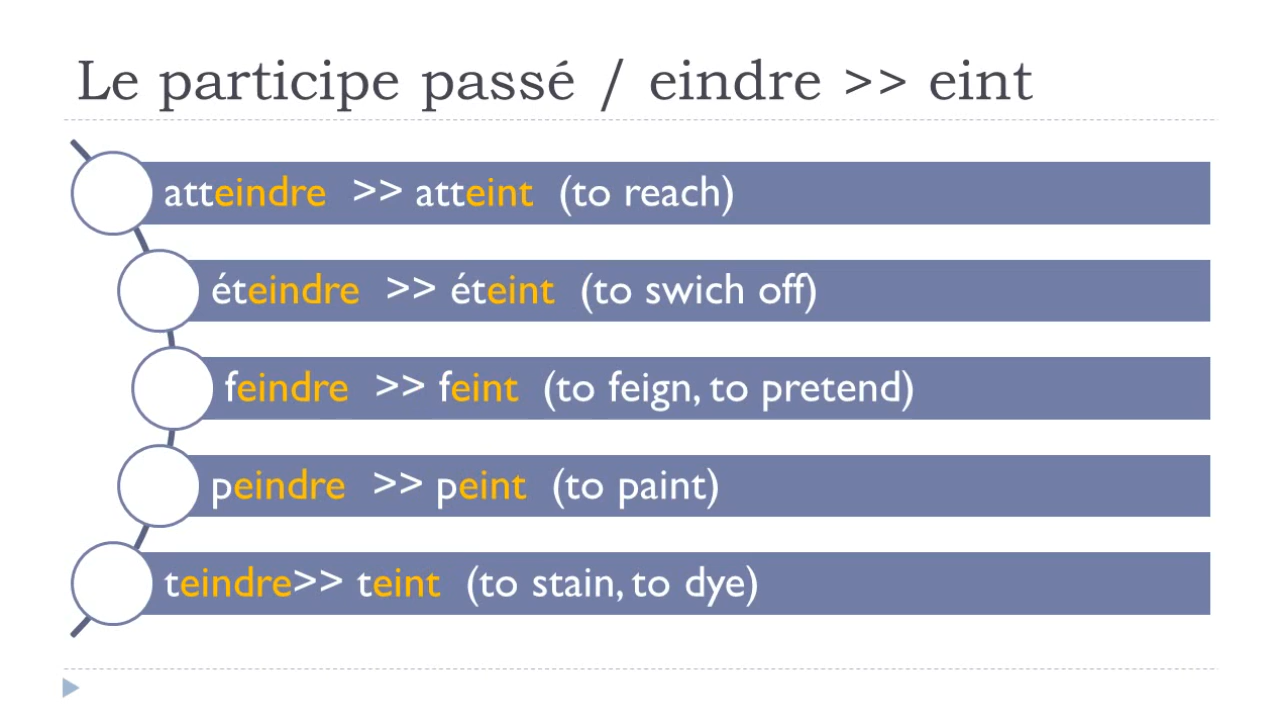 Le participe passé / eindre >> eint
atteindre >> atteint (to reach)
éteindre >> éteint (to swich off)
feindre >> feint (to feign, to pretend)
peindre >> peint (to paint)
teindre>> teint (to stain, to dye)